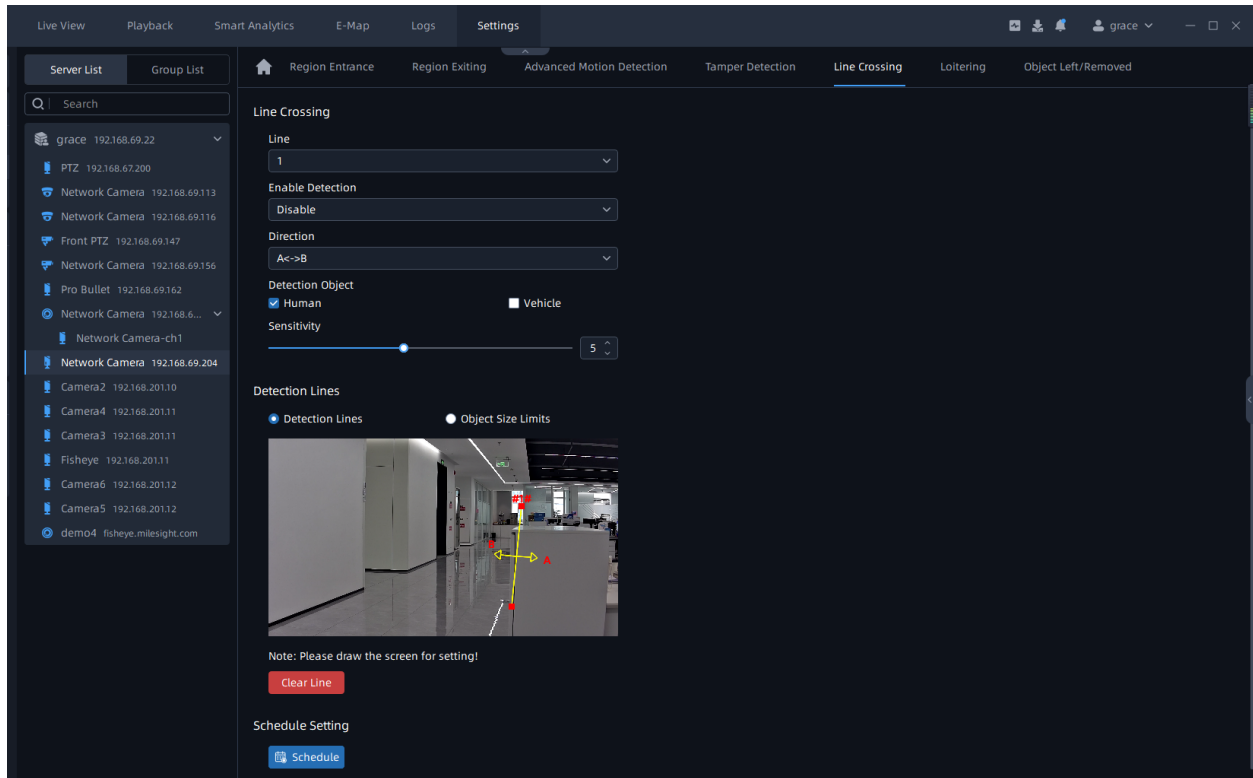 Live View Playback Smart Analytics E-Map Logs Settings grace
Server List Group List
Region Entrance Region Exiting Advanced Motion Detection Tamper Detection Line Crossing Loitering Object Left/Removed
Search
grace 192.168.69.22
PTZ 192.168.67.200
Network Camera 192.168.69.113
Network Camera 192.168.69.116
Front PTZ 192.168.69.147
Network Camera 192.168.69.156
Pro Bullet 192.168.69.162
Network Camera 192.168.6...
Network Camera-ch1
Network Camera 192.168.69.204
Camera2 192.168.201.10
Camera4 192.168.201.11
Camera3 192.168.201.11
Fisheye 192.168.201.11
Camera6 192.168.201.12
Camera5 192.168.201.12
demo4 fisheye.milesight.com
Line Crossing
Line
1
Enable Detection
Disable
Direction
A<->B
Detection Object
Human Vehicle
Sensitivity
5
Detection Lines
Detection Lines Object Size Limits
#1#
A
Note: Please draw the screen for setting!
Clear Line
Schedule Setting
Schedule